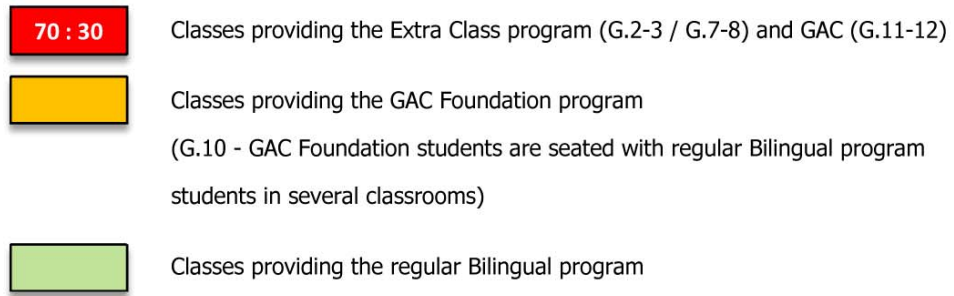 70 : 30 Classes providing the Extra Class program (G.2-3 / G.7-8) and GAC (G.11-12)
Classes providing the GAC Foundation program
(G.10 - GAC Foundation students are seated with regular Bilingual program
students in several classrooms)
Classes providing the regular Bilingual program